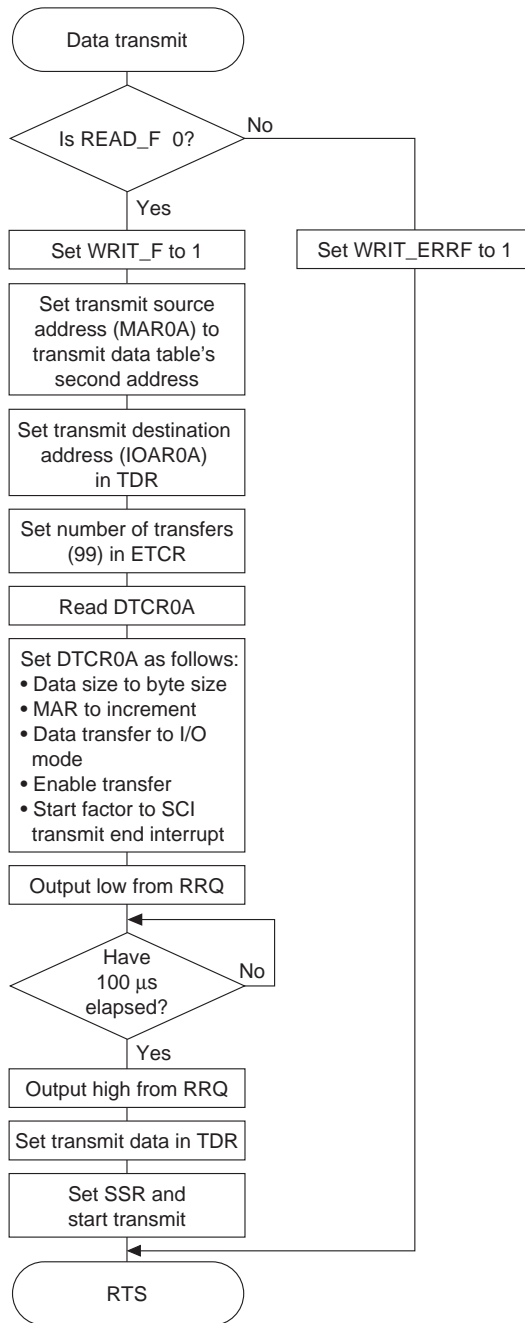 Data transmit
Is READ_F 0?
No
Yes
Set WRIT_F to 1
Set WRIT_ERRF to 1
Set transmit source
address (MAR0A) to
transmit data table's
second address
Set transmit destination
address (IOAR0A)
in TDR
Set number of transfers
(99) in ETCR
Read DTCR0A
Set DTCR0A as follows:
• Data size to byte size
• MAR to increment
• Data transfer to I/O
mode
• Enable transfer
• Start factor to SCI
transmit end interrupt
Output low from RRQ
Have
100 μs
elapsed?
No
Yes
Output high from RRQ
Set transmit data in TDR
Set SSR and
start transmit
RTS